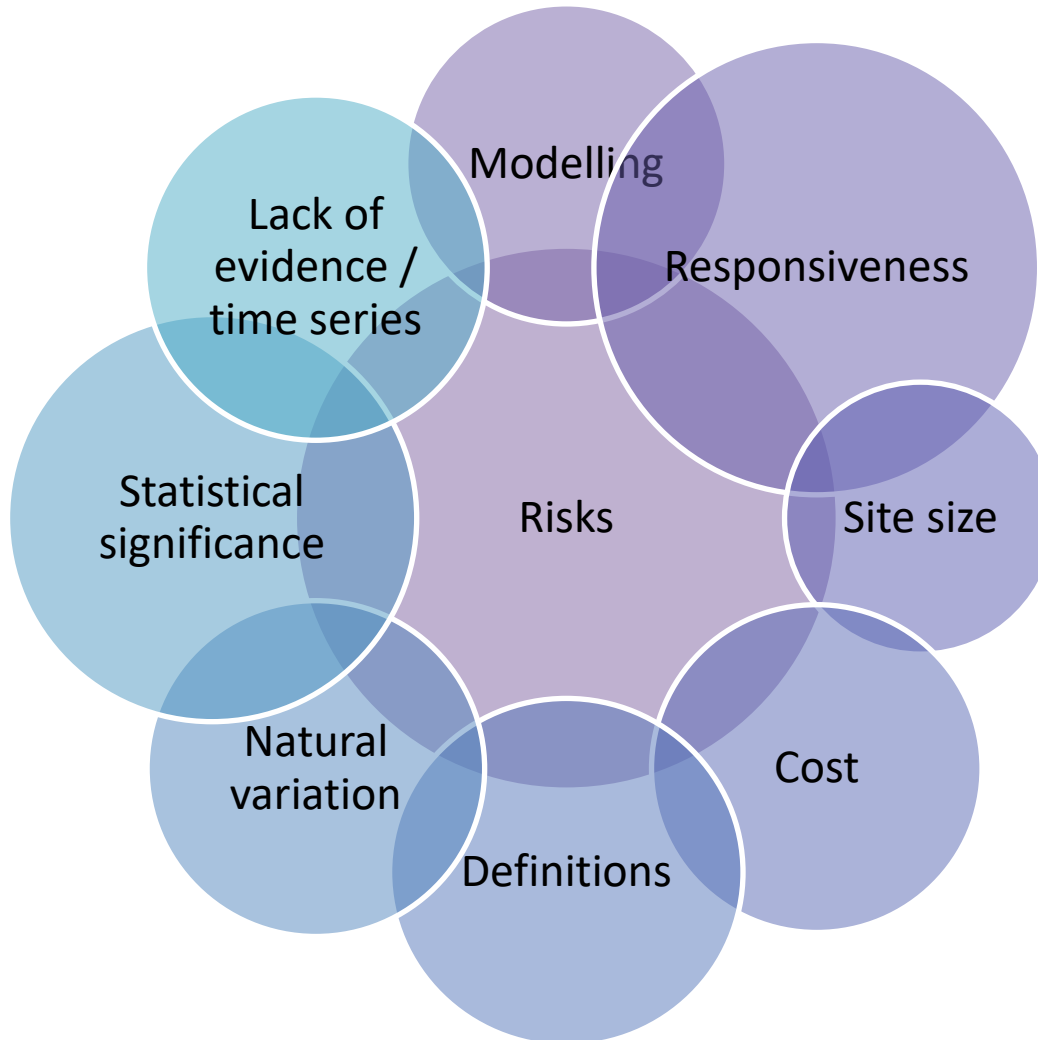 Modelling
Lack of
evidence /
time series
Responsiveness
Statistical
significance
Risks
Site size
Natural
variation
Cost
Definitions